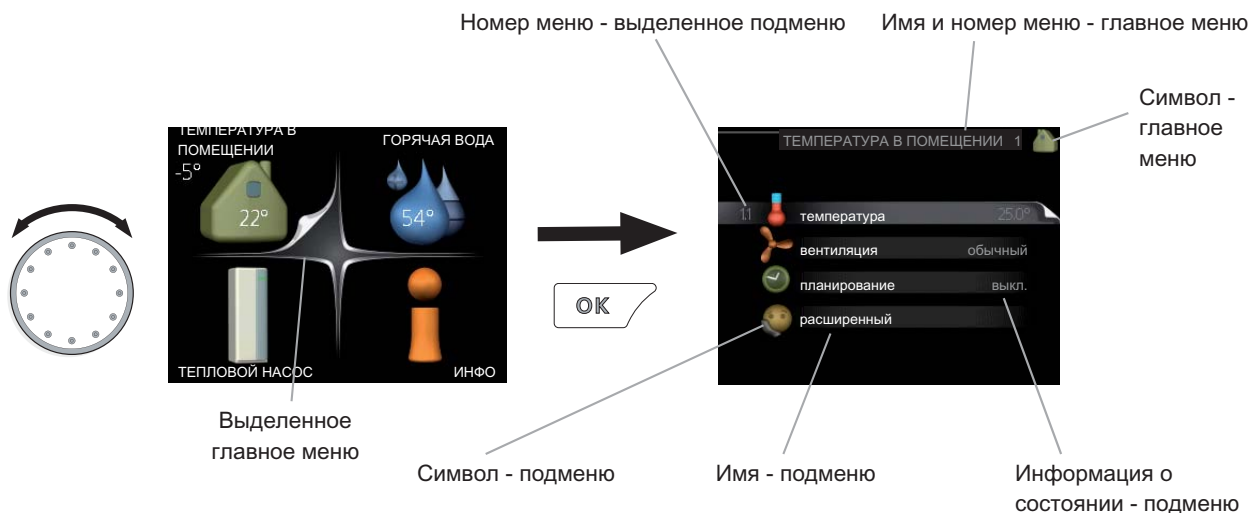 Номер меню - выделенное подменю
Имя и номер меню - главное меню
Символ -
главное
меню
ТЕМПЕРАТУРА В
ПОМЕЩЕНИИ
ГОРЯЧАЯ ВОДА
-5°
22°
54°
ТЕПЛОВОЙ НАСОС
ИНФО
OK
ТЕМПЕРАТУРА В ПОМЕЩЕНИИ 1
1.1 температура 25.0°
вентиляция обычный
планирование выкл.
расширенный
Выделенное
главное меню
Символ - подменю
Имя - подменю
Информация о
состоянии - подменю